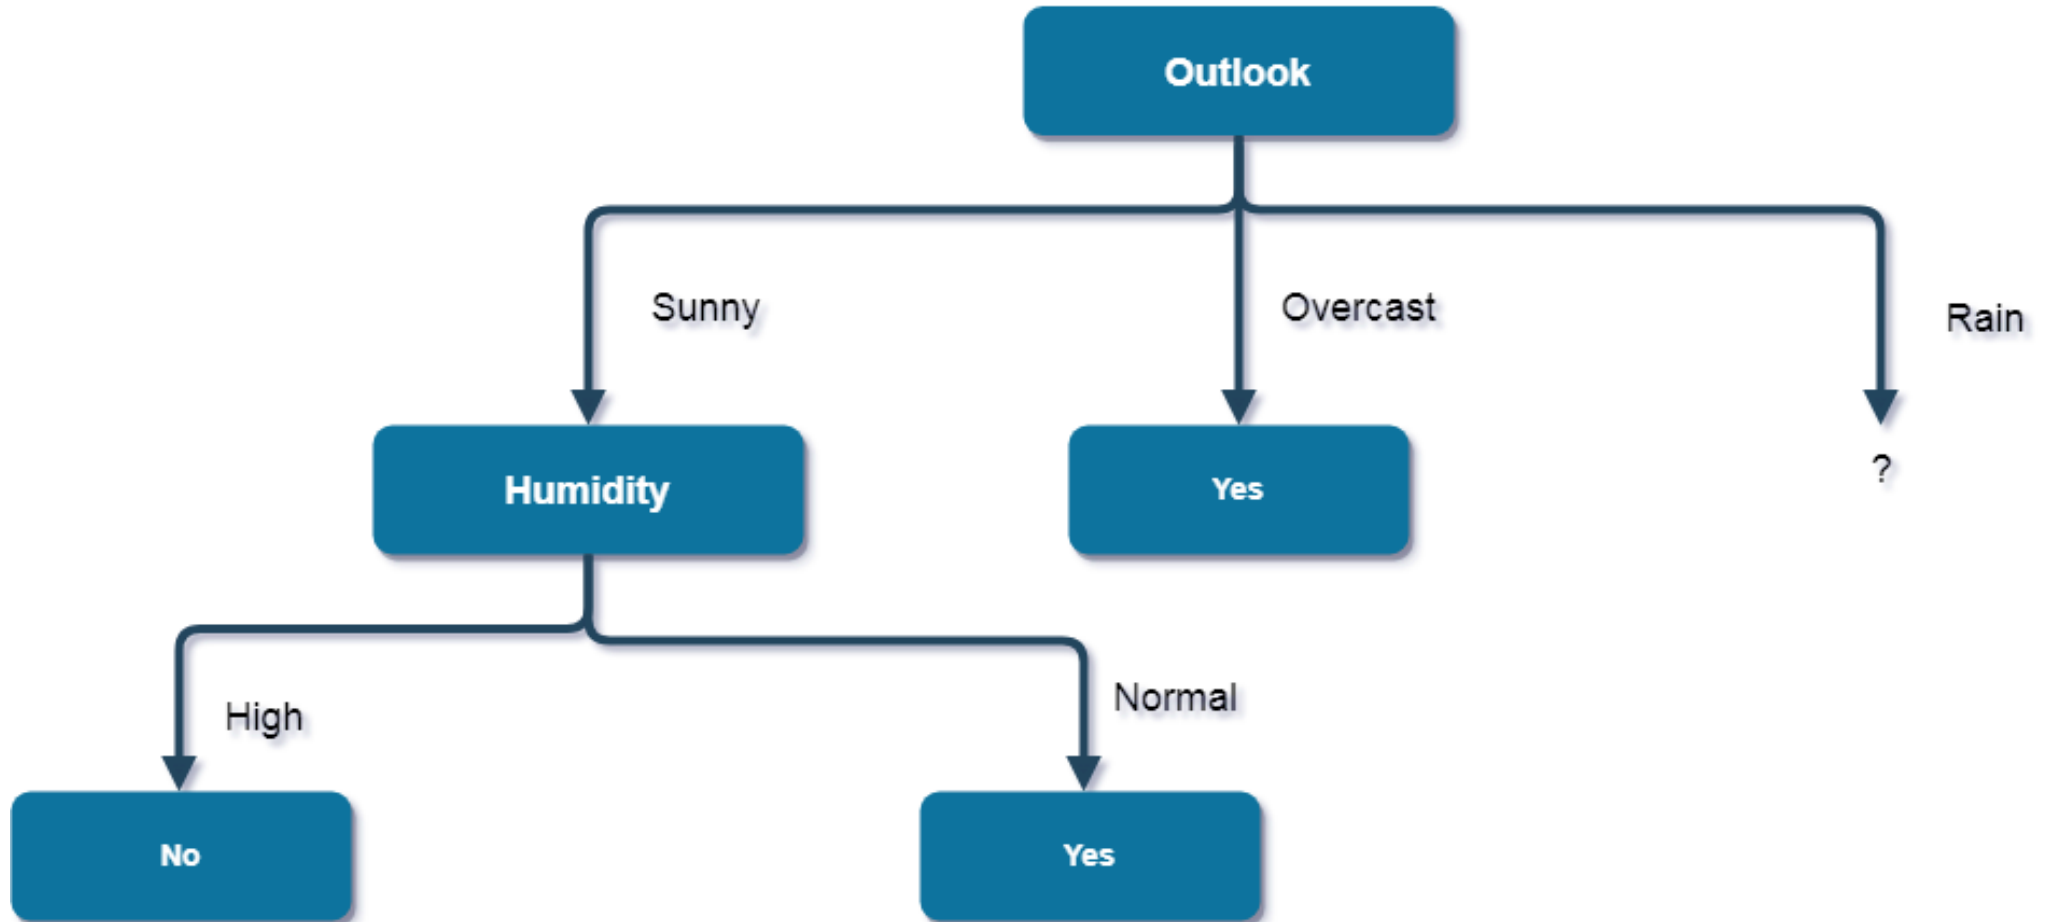 Outlook
Sunny
Overcast
Rain
Humidity
Yes
?
High
Normal
No
Yes